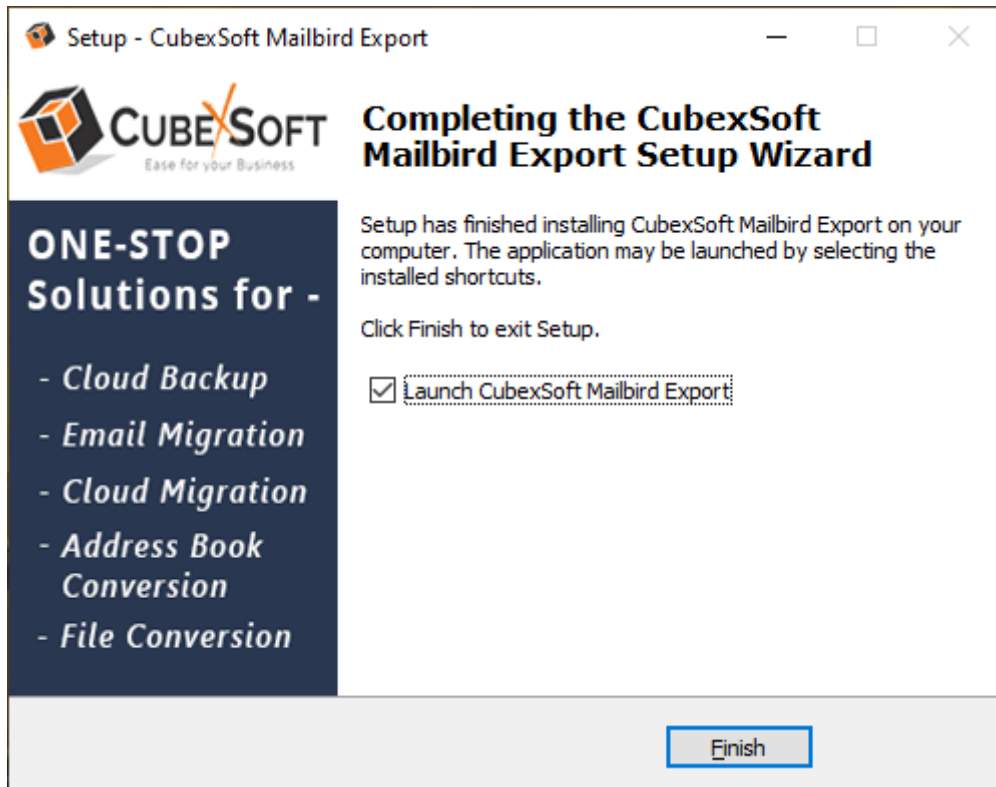 Setup - CubexSoft Mailbird Export
CUBEXSOFT
Ease for your Business
Completing the CubexSoft
Mailbird Export Setup Wizard
ONE-STOP
Solutions for -
- Cloud Backup
- Email Migration
- Cloud Migration
- Address Book
Conversion
- File Conversion
Setup has finished installing CubexSoft Mailbird Export on your
computer. The application may be launched by selecting the
installed shortcuts.
Click Finish to exit Setup.
Launch CubexSoft Mailbird Export
Finish